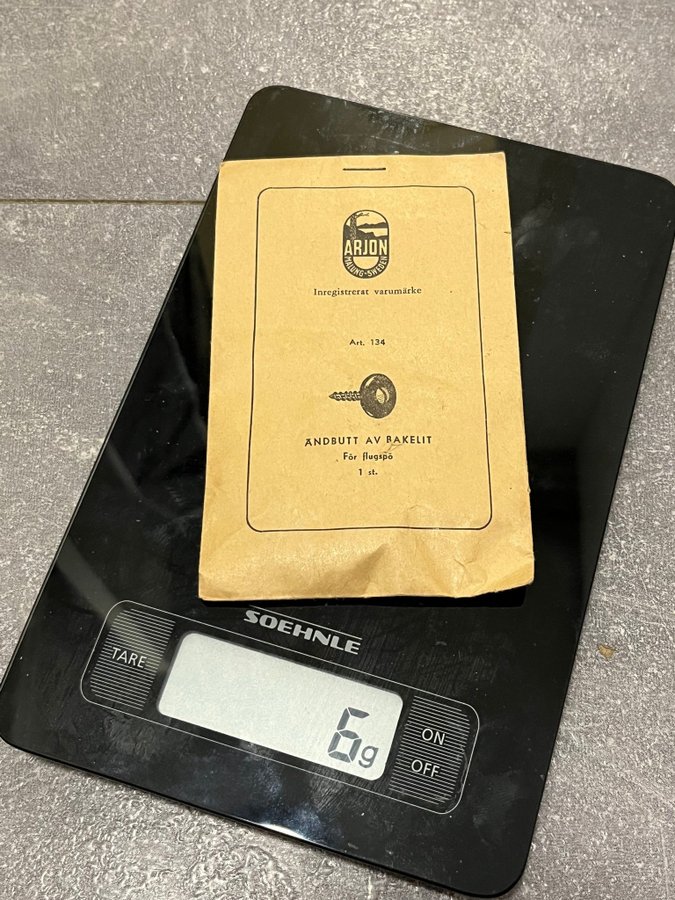 ARJON
MALUNG-SWEDEN
Inregistrerat varumärke
Art. 134
ÄNDBUTT AV BAKELIT
För flugspö
1 st.
SOEHNLE
TARE
6g
ON
OFF